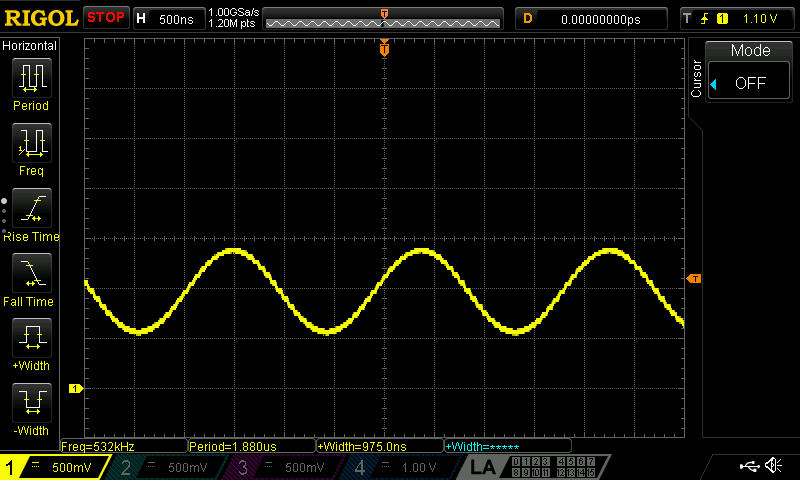 RIGOL STOP H 500ns 1.00GSa/s 1.20M pts T D 0.00000000ps T 1 1.10 V
Horizontal
T
Mode
Cursor
OFF
Period
Freq
Rise Time
T
Fall Time
+Width
1
-Width
Freq=532kHz Period=1.880us +Width=975.0ns +Width=*****
1 = 500mV 2 = 500mV 3 = 500mV 4 = 1.00 V LA 0 1 2 3 4 5 6 7
8 9 10 11 12 13 14 15